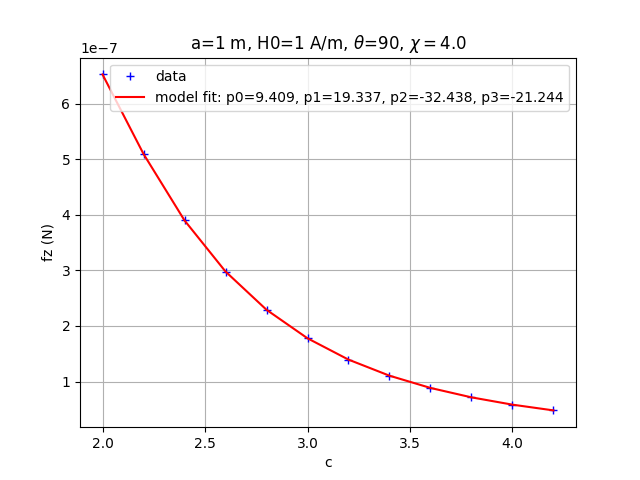 a=1 m, H0=1 A/m, θ=90, χ = 4.0
1e−7
data
model fit: p0=9.409, p1=19.337, p2=-32.438, p3=-21.244
6
5
4
3
2
1
fz (N)
2.0 2.5 3.0 3.5 4.0
c